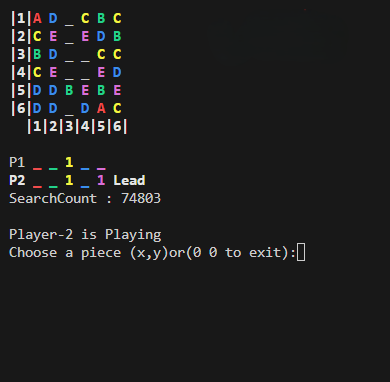 |1|A D _ C B C
|2|C E _ E D B
|3|B D _ _ C C
|4|C E _ _ E D
|5|D D B E B E
|6|D D _ D A C
|1|2|3|4|5|6|
P1 _ _ 1 _ _
P2 _ _ 1 _ 1 Lead
SearchCount : 74803
Player-2 is Playing
Choose a piece (x,y)or(0 0 to exit):